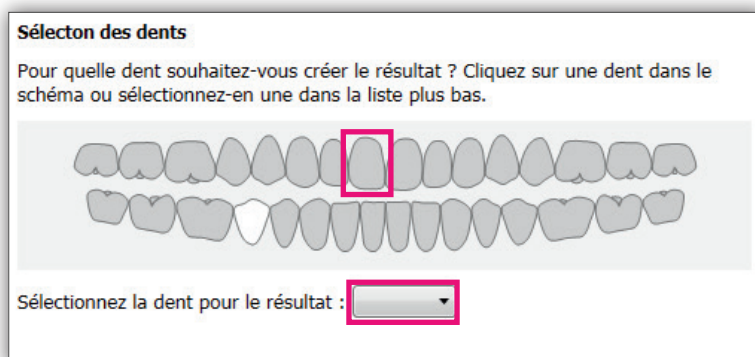 Sélecton des dents
Pour quelle dent souhaitez-vous créer le résultat ? Cliquez sur une dent dans le
schéma ou sélectionnez-en une dans la liste plus bas.
Sélectionnez la dent pour le résultat :